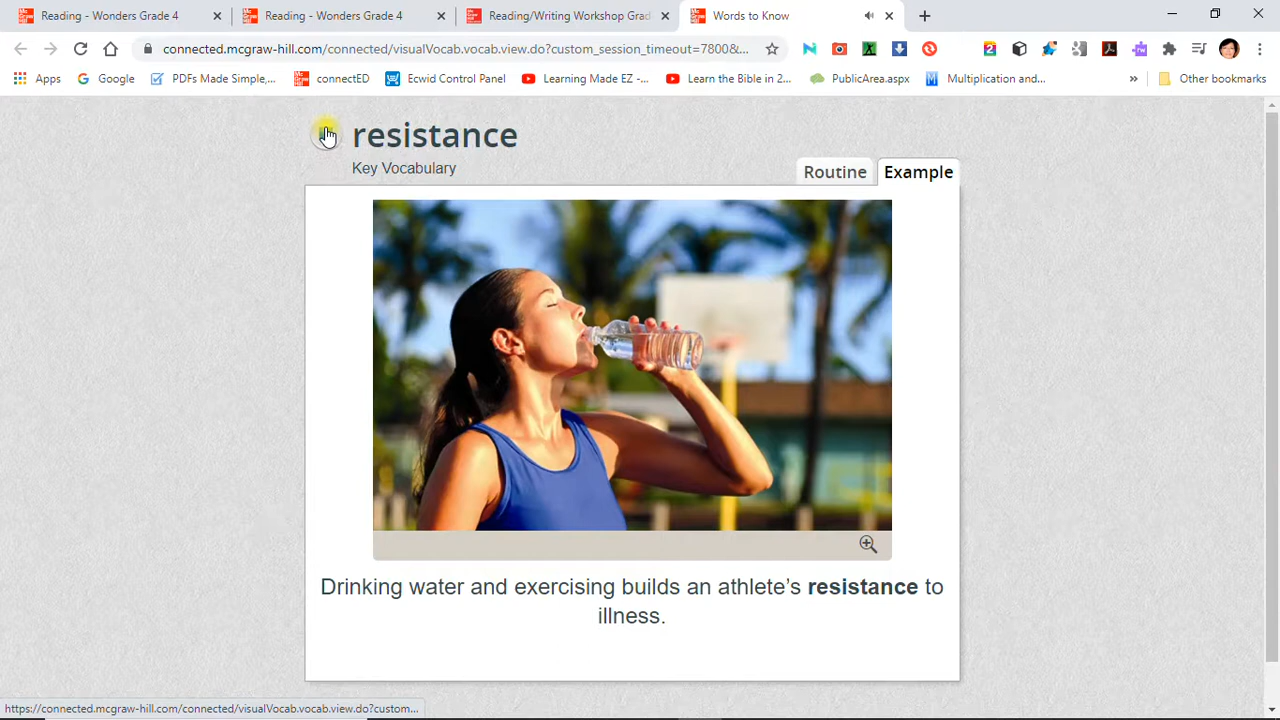 Reading - Wonders Grade 4
Reading - Wonders Grade 4
Reading/Writing Workshop Grad
Words to Know
connected.mcgraw-hill.com/connected/visualVocab.vocab.view.do?custom_session_timeout=7800&...
Apps
Google
PDFs Made Simple,...
connectED
Ecwid Control Panel
Learning Made EZ -...
Learn the Bible in 2...
PublicArea.aspx
Multiplication and...
»
Other bookmarks
resistance
Key Vocabulary
Routine
Example
Drinking water and exercising builds an athlete’s resistance to
illness.
https://connected.mcgraw-hill.com/connected/visualVocab.vocab.view.do?custom...